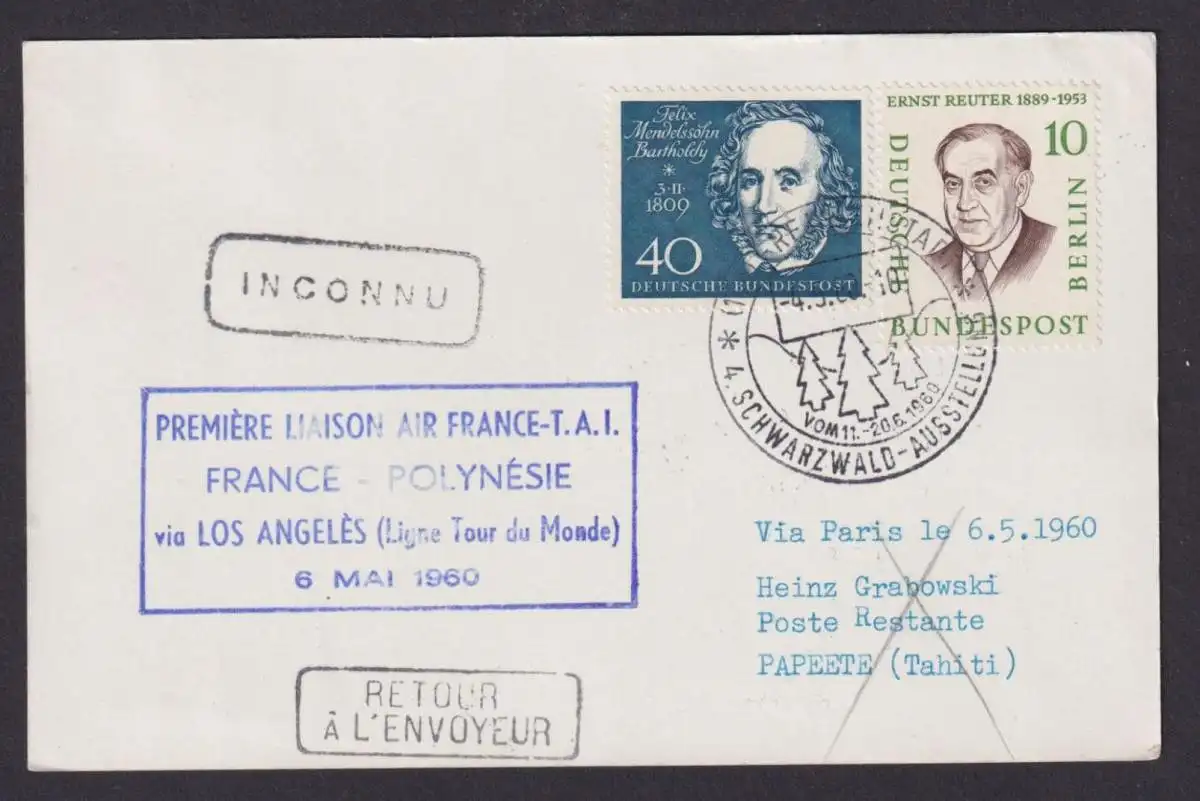 Felix
Mendelssohn
Bartholdy
*
3·II·
1809
40
DEUTSCHE BUNDESPOST
ERNST REUTER 1889-1953
10
DEUTSCHE
BERLIN
BUNDESPOST
* 4. SCHWARZWALD-AUSSTELLUNG *
VOM 11.-20.6.1960
INCONNU
PREMIÈRE LIAISON AIR FRANCE-T.A.I.
FRANCE - POLYNÉSIE
via LOS ANGELÈS (Ligne Tour du Monde)
6 MAI 1960
Via Paris le 6.5.1960
Heinz Grabowski
Poste Restante
PAPEETE (Tahiti)
RETOUR
À L'ENVOYEUR